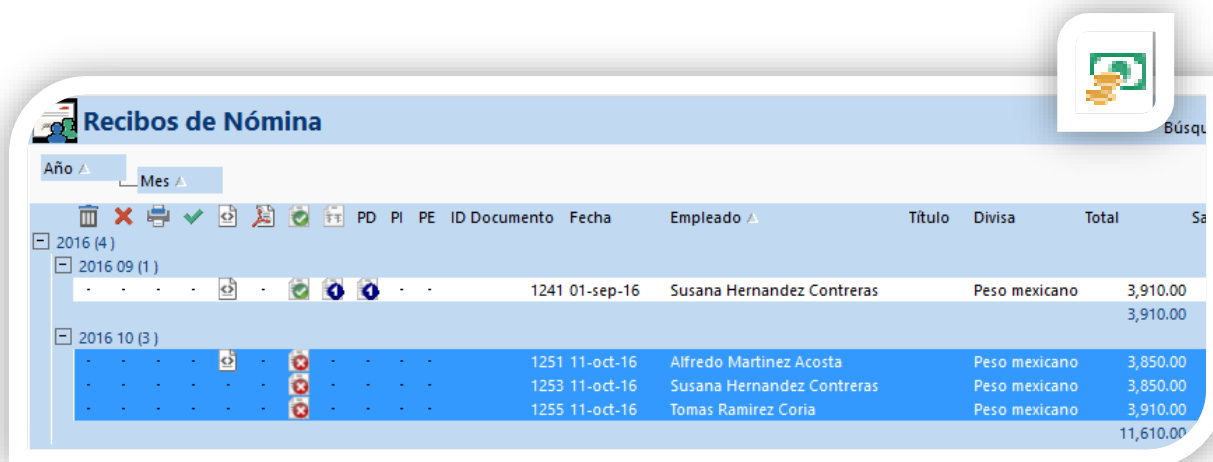 Recibos de Nómina
Búsqu
Año
Mes
PD PI PE ID Documento Fecha Empleado Título Divisa Total Sa
2016 (4 )
2016 09 (1 )
1241 01-sep-16 Susana Hernandez Contreras Peso mexicano 3,910.00
3,910.00
2016 10 (3 )
1251 11-oct-16 Alfredo Martinez Acosta Peso mexicano 3,850.00
1253 11-oct-16 Susana Hernandez Contreras Peso mexicano 3,850.00
1255 11-oct-16 Tomas Ramirez Coria Peso mexicano 3,910.00
11,610.00